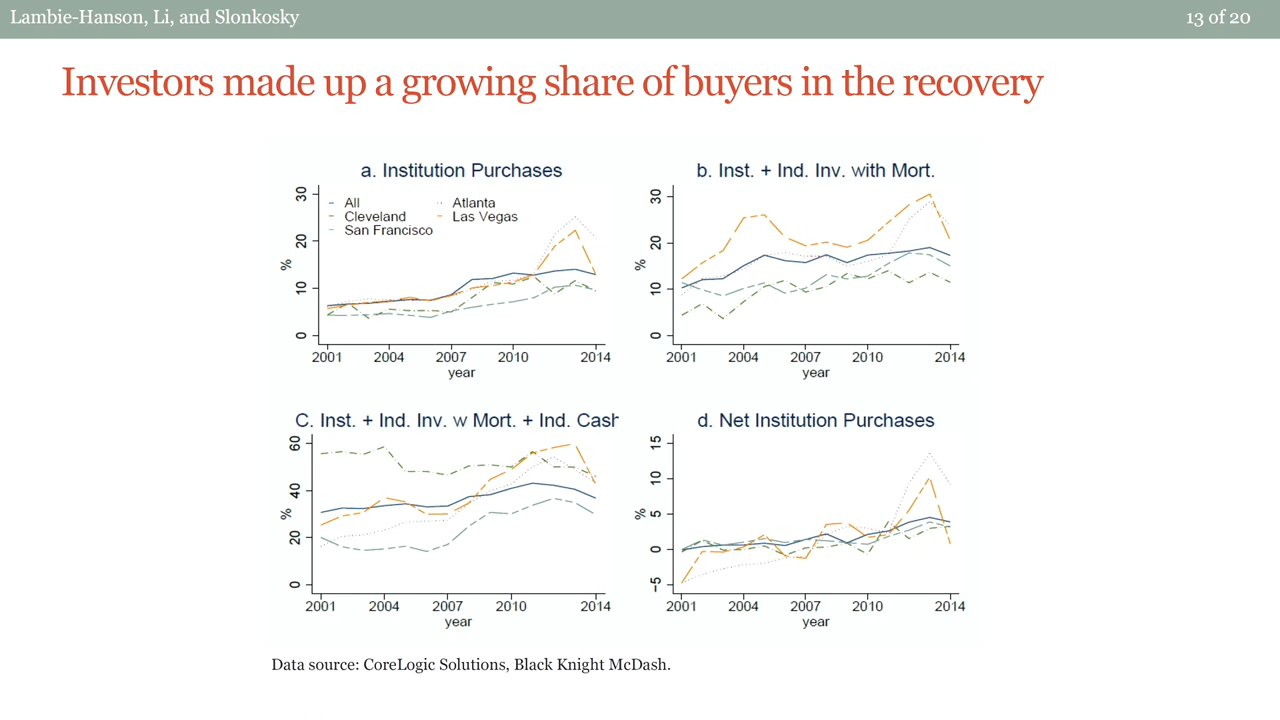 Lambie-Hanson, Li, and Slonkosky
13 of 20
Investors made up a growing share of buyers in the recovery
a. Institution Purchases
All
Atlanta
Cleveland
Las Vegas
San Francisco
%
0
10
20
30
2001
2004
2007
2010
2014
year
b. Inst. + Ind. Inv. with Mort.
%
0
10
20
30
2001
2004
2007
2010
2014
year
C. Inst. + Ind. Inv. w Mort. + Ind. Cash
%
0
20
40
60
2001
2004
2007
2010
2014
year
d. Net Institution Purchases
%
-5
0
5
10
15
2001
2004
2007
2010
2014
year
Data source: CoreLogic Solutions, Black Knight McDash.